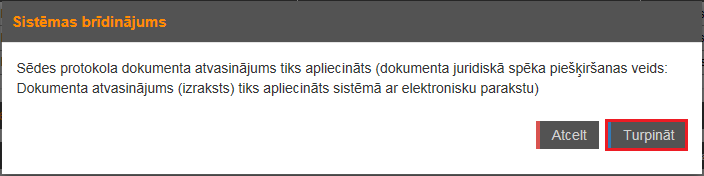 Sistēmas brīdinājums
Sēdes protokola dokumenta atvasinājums tiks apliecināts (dokumenta juridiskā spēka piešķiršanas veids:
Dokumenta atvasinājums (izraksts) tiks apliecināts sistēmā ar elektronisku parakstu)
Atcelt Turpināt